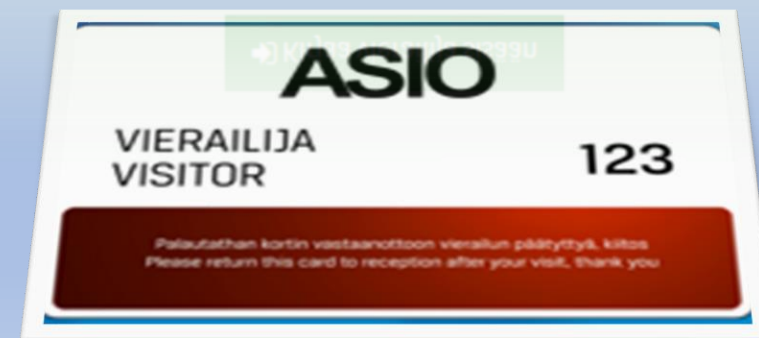 ASIO
VIERAILIJA
VISITOR
123
Palautathan kortin vastaanottoon vierailun päätyttyä, kiitos
Please return this card to reception after your visit, thank you